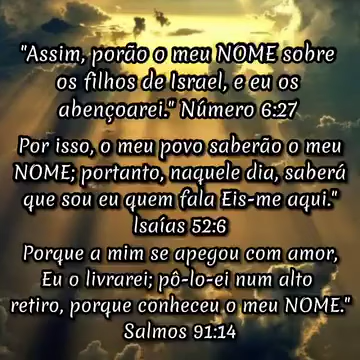 "Assim, porão o meu NOME sobre
os filhos de Israel, e eu os
abençoarei." Número 6:27
Por isso, o meu povo saberão o meu
NOME; portanto, naquele dia, saberá
que sou eu quem fala Eis-me aqui."
Isaías 52:6
Porque a mim se apegou com amor,
Eu o livrarei; pô-lo-ei num alto
retiro, porque conheceu o meu NOME."
Salmos 91:14